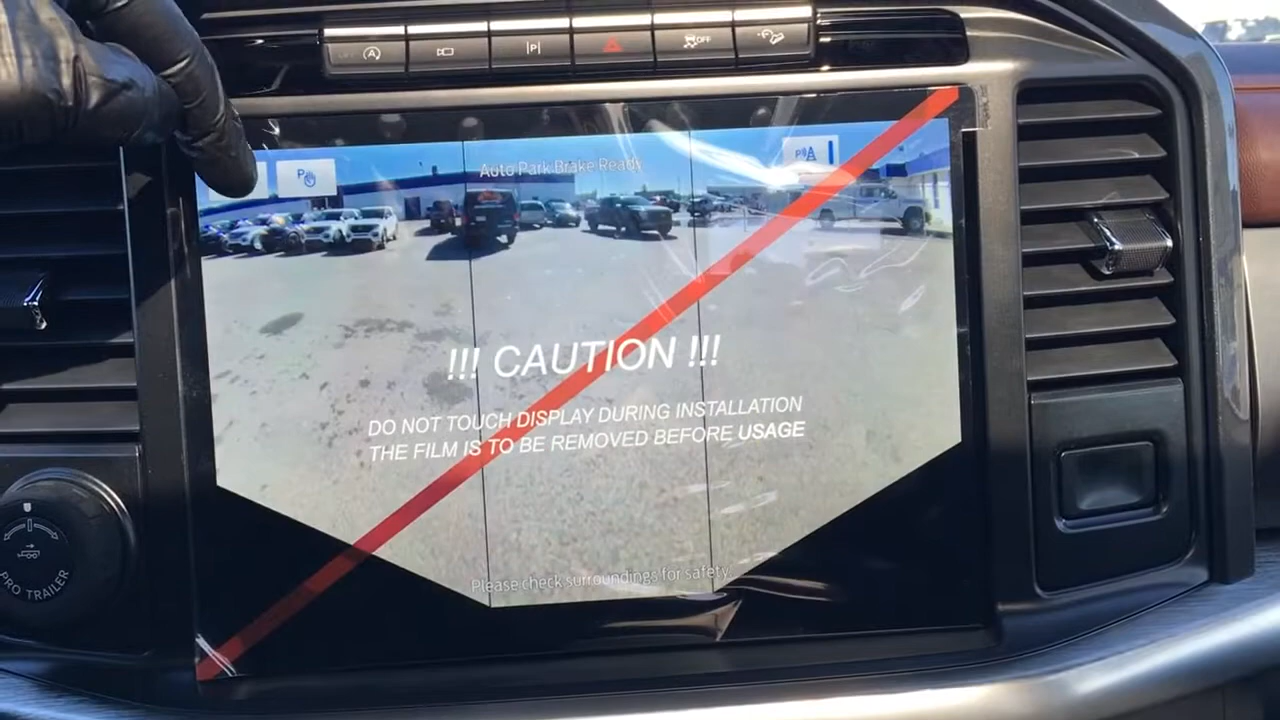 OFF
P
Auto Park Brake Ready
!!! CAUTION !!!
DO NOT TOUCH DISPLAY DURING INSTALLATION
THE FILM IS TO BE REMOVED BEFORE USAGE
Please check surroundings for safety.
PRO TRAILER